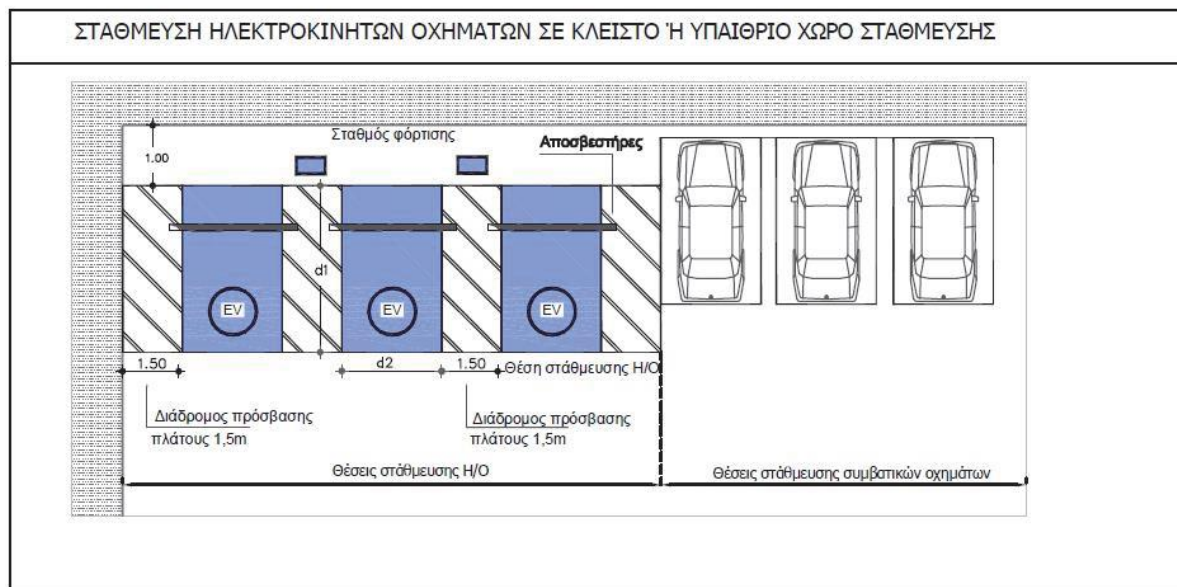 ΣΤΑΘΜΕΥΣΗ ΗΛΕΚΤΡΟΚΙΝΗΤΩΝ ΟΧΗΜΑΤΩΝ ΣΕ ΚΛΕΙΣΤΟ Ή ΥΠΑΙΘΡΙΟ ΧΩΡΟ ΣΤΑΘΜΕΥΣΗΣ
Σταθμός φόρτισης
Αποσβεστήρες
1.00
d1
EV
EV
EV
1.50
d2
1.50
Θέση στάθμευσης Η/Ο
Διάδρομος πρόσβασης
πλάτους 1,5m
Διάδρομος πρόσβασης
πλάτους 1,5m
Θέσεις στάθμευσης Η/Ο
Θέσεις στάθμευσης συμβατικών οχημάτων